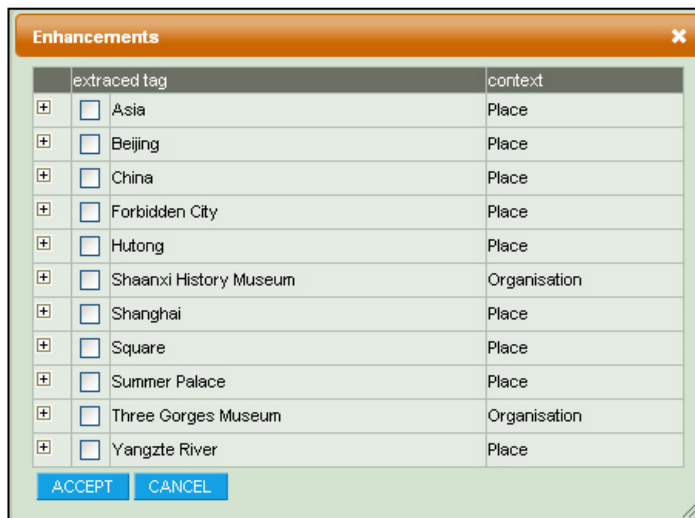 Enhancements
extraced tag context
Asia Place
Beijing Place
China Place
Forbidden City Place
Hutong Place
Shaanxi History Museum Organisation
Shanghai Place
Square Place
Summer Palace Place
Three Gorges Museum Organisation
Yangzte River Place
ACCEPT CANCEL